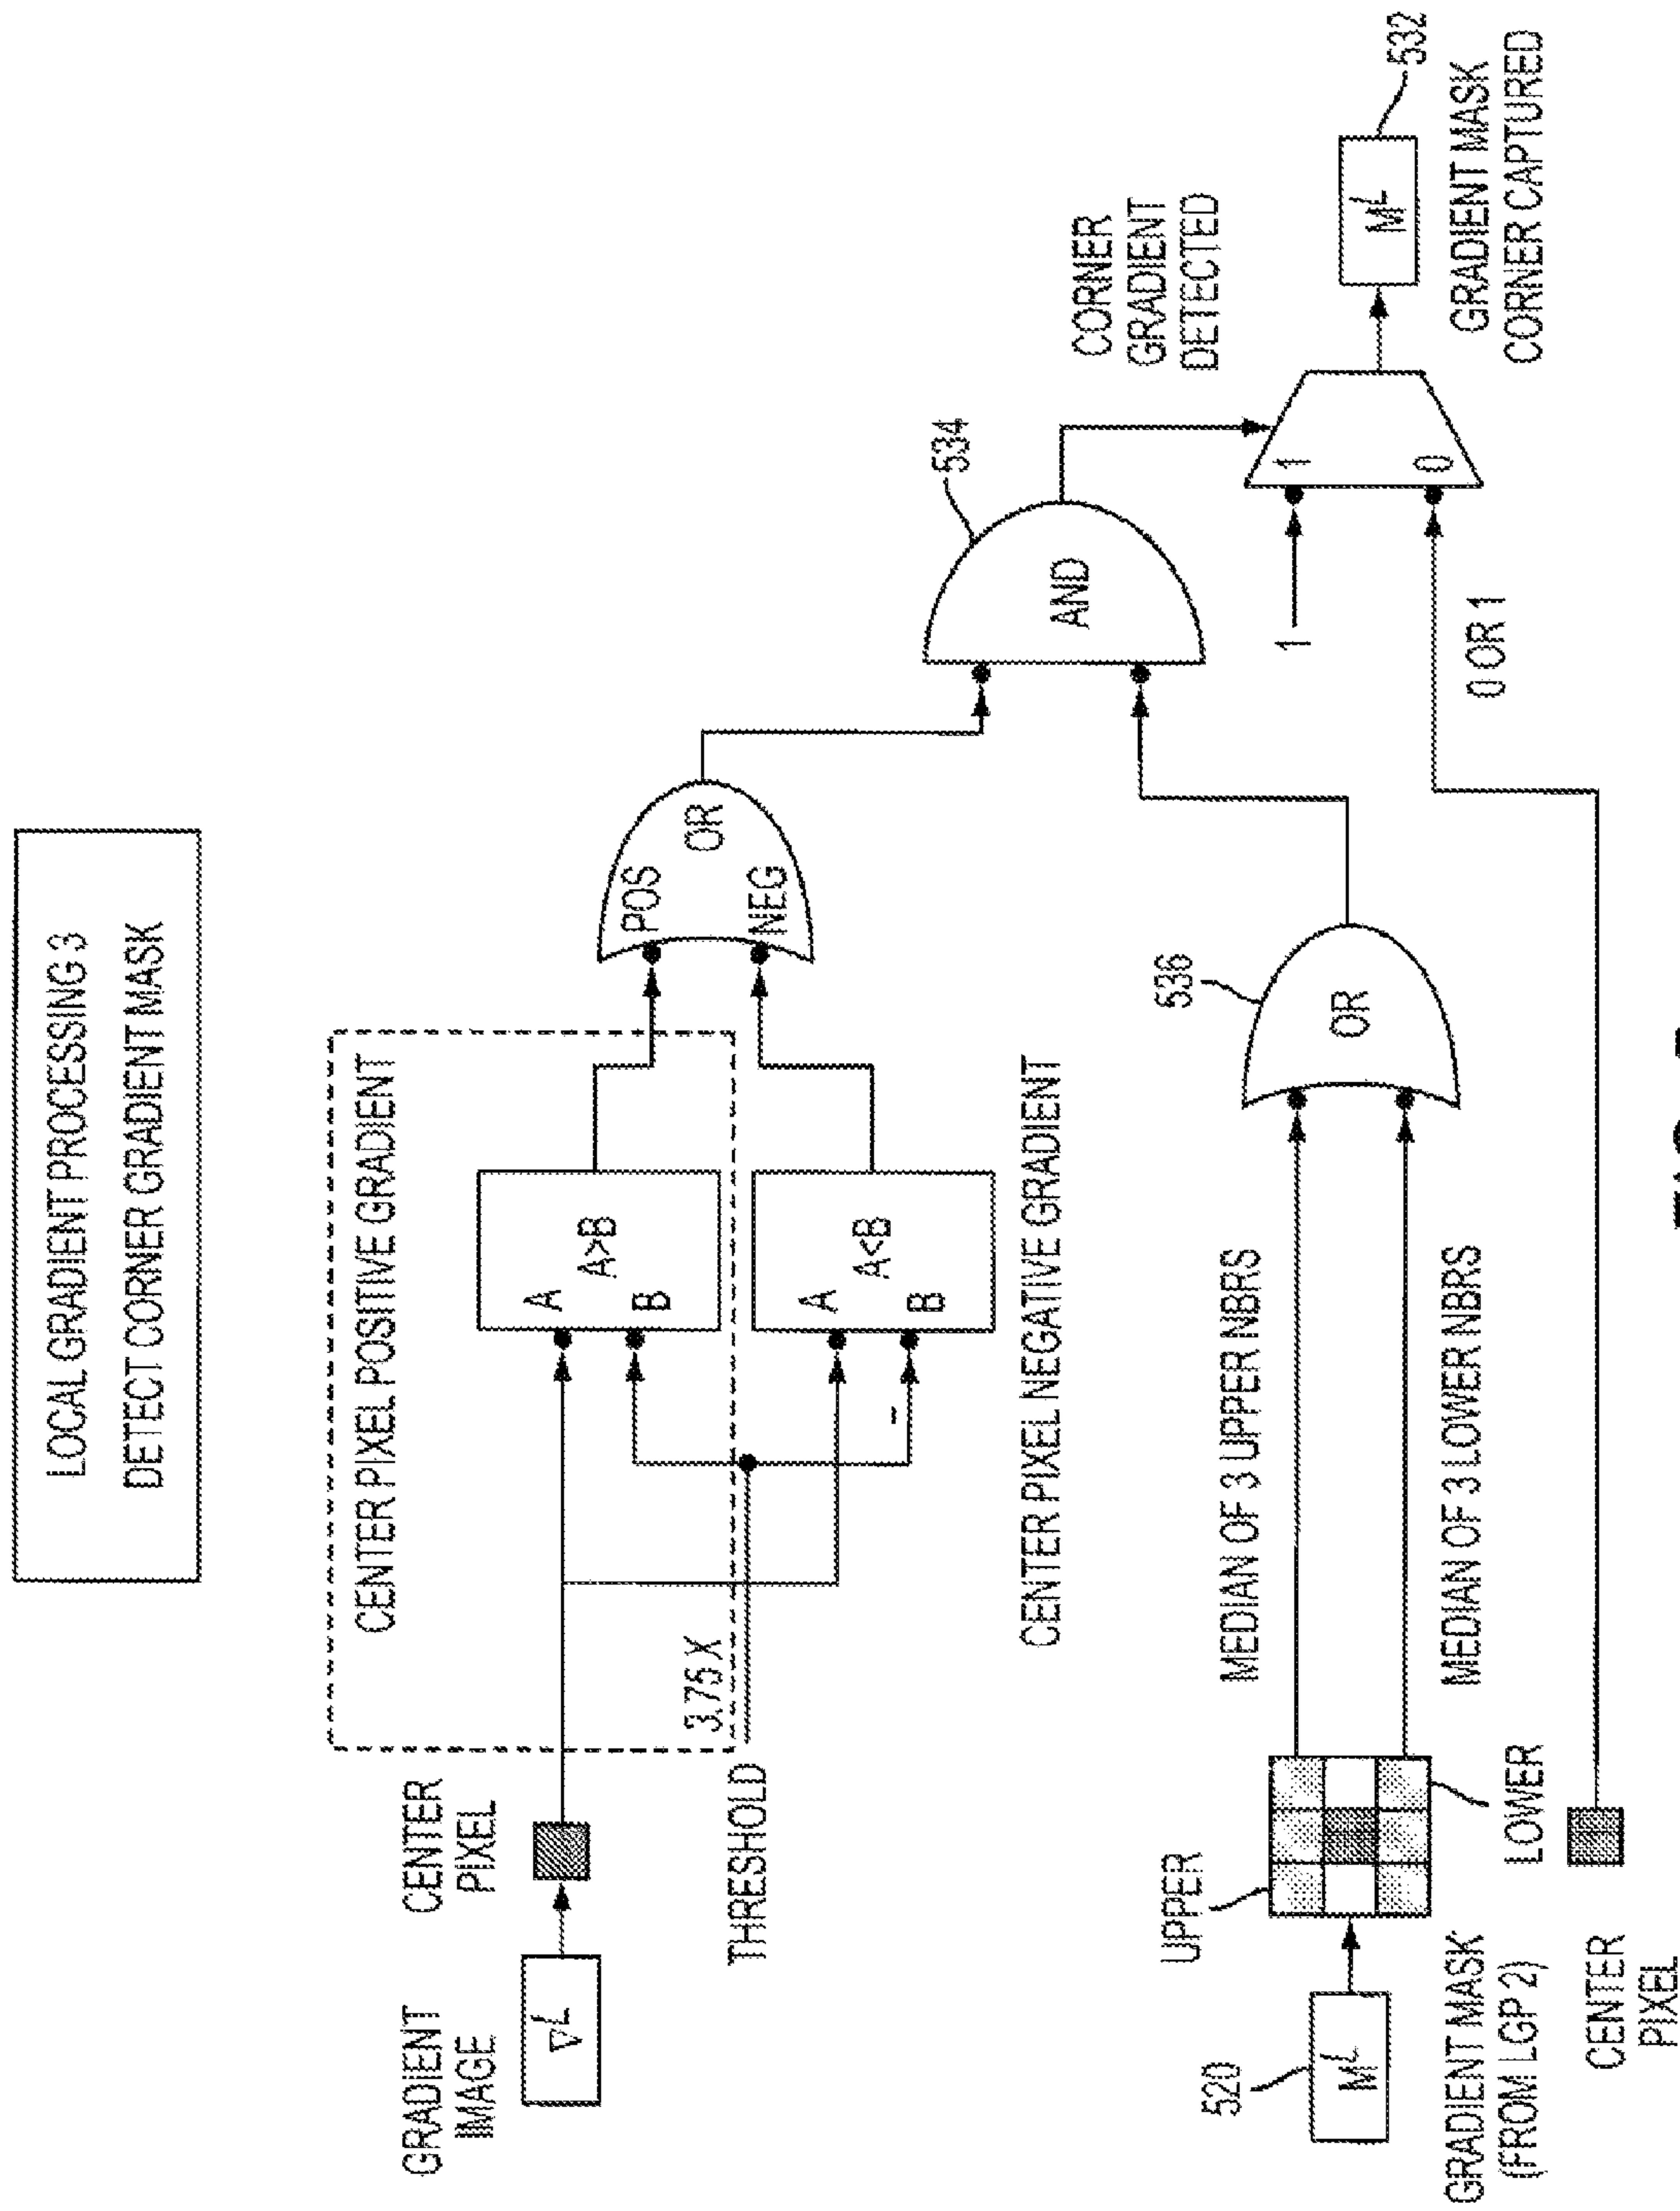 LOCAL GRADIENT PROCESSING 3
DETECT CORNER GRADIENT MASK
GRADIENT
IMAGE
∇L
CENTER
PIXEL
CENTER PIXEL POSITIVE GRADIENT
3.75 X
THRESHOLD
A
A>B
B
A
A<B
B
-
CENTER PIXEL NEGATIVE GRADIENT
POS
OR
NEG
534
AND
CORNER
GRADIENT
DETECTED
520
ML
GRADIENT MASK
(FROM LGP 2)
UPPER
LOWER
MEDIAN OF 3 UPPER NBRS
MEDIAN OF 3 LOWER NBRS
536
OR
CENTER
PIXEL
1
0 OR 1
1
0
ML
532
GRADIENT MASK
CORNER CAPTURED